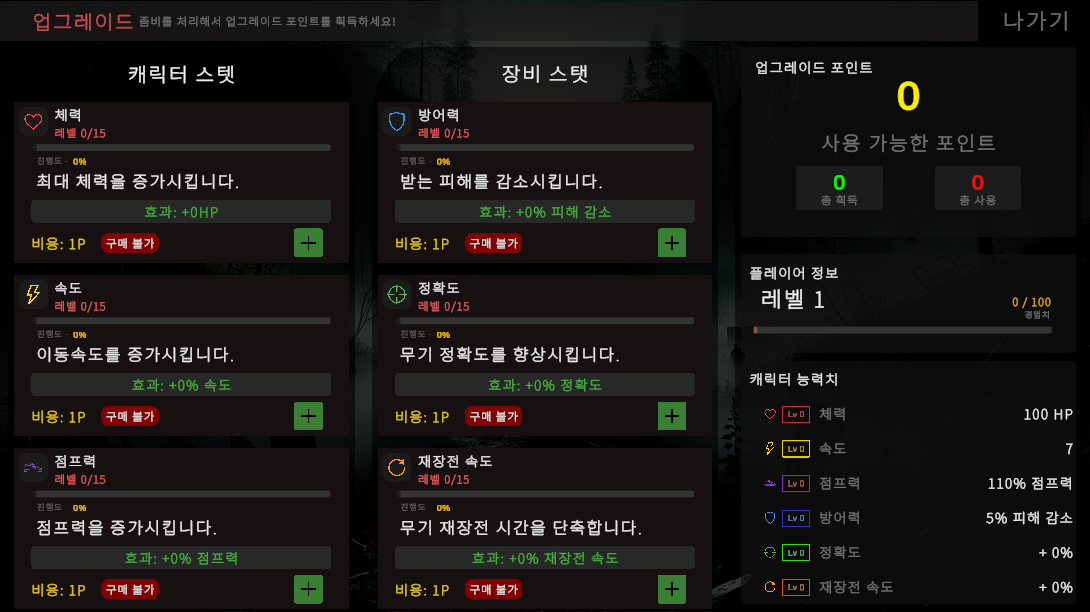 업그레이드 좀비를 처리해서 업그레이드 포인트를 획득하세요!
나가기
캐릭터 스텟
체력
레벨 0/15
진행도 - 0%
최대 체력을 증가시킵니다.
효과: +0HP
비용: 1P 구매 불가 +
속도
레벨 0/15
진행도 - 0%
이동속도를 증가시킵니다.
효과: +0% 속도
비용: 1P 구매 불가 +
점프력
레벨 0/15
진행도 - 0%
점프력을 증가시킵니다.
효과: +0% 점프력
비용: 1P 구매 불가 +
장비 스탯
방어력
레벨 0/15
진행도 - 0%
받는 피해를 감소시킵니다.
효과: +0% 피해 감소
비용: 1P 구매 불가 +
정확도
레벨 0/15
진행도 - 0%
무기 정확도를 향상시킵니다.
효과: +0% 정확도
비용: 1P 구매 불가 +
재장전 속도
레벨 0/15
진행도 - 0%
무기 재장전 시간을 단축합니다.
효과: +0% 재장전 속도
비용: 1P 구매 불가 +
업그레이드 포인트
0
사용 가능한 포인트
0
총 획득
0
총 사용
플레이어 정보
레벨 1
0 / 100
경험치
캐릭터 능력치
Lv 0 체력 100 HP
Lv 0 속도 7
Lv 0 점프력 110% 점프력
Lv 0 방어력 5% 피해 감소
Lv 0 정확도 + 0%
Lv 0 재장전 속도 + 0%